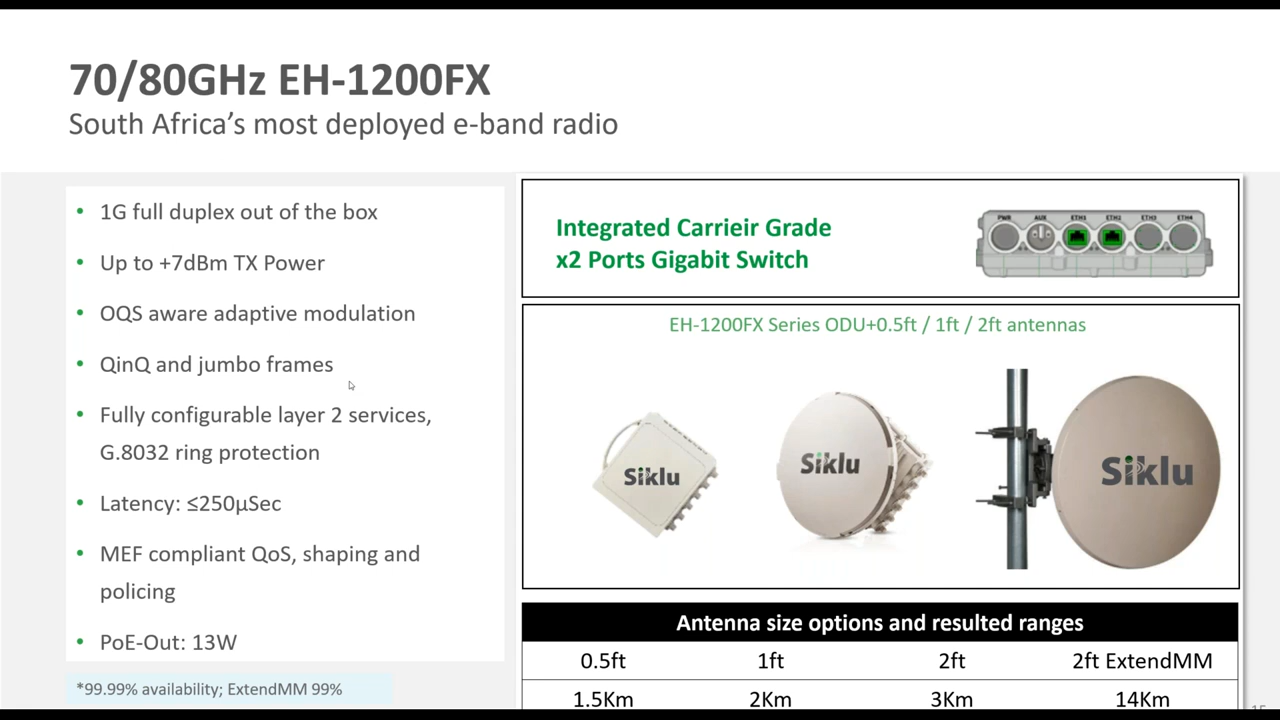 70/80GHz EH-1200FX
South Africa's most deployed e-band radio
• 1G full duplex out of the box
• Up to +7dBm TX Power
• OQS aware adaptive modulation
• QinQ and jumbo frames
• Fully configurable layer 2 services,
G.8032 ring protection
• Latency: ≤250µSec
• MEF compliant QoS, shaping and
policing
• PoE-Out: 13W
*99.99% availability; ExtendMM 99%
Integrated Carrieir Grade
x2 Ports Gigabit Switch
PWR AUX ETH1 ETH2 ETH3 ETH4
EH-1200FX Series ODU+0.5ft / 1ft / 2ft antennas
Siklu Siklu Siklu
Antenna size options and resulted ranges
0.5ft 1ft 2ft 2ft ExtendMM
1.5Km 2Km 3Km 14Km
15